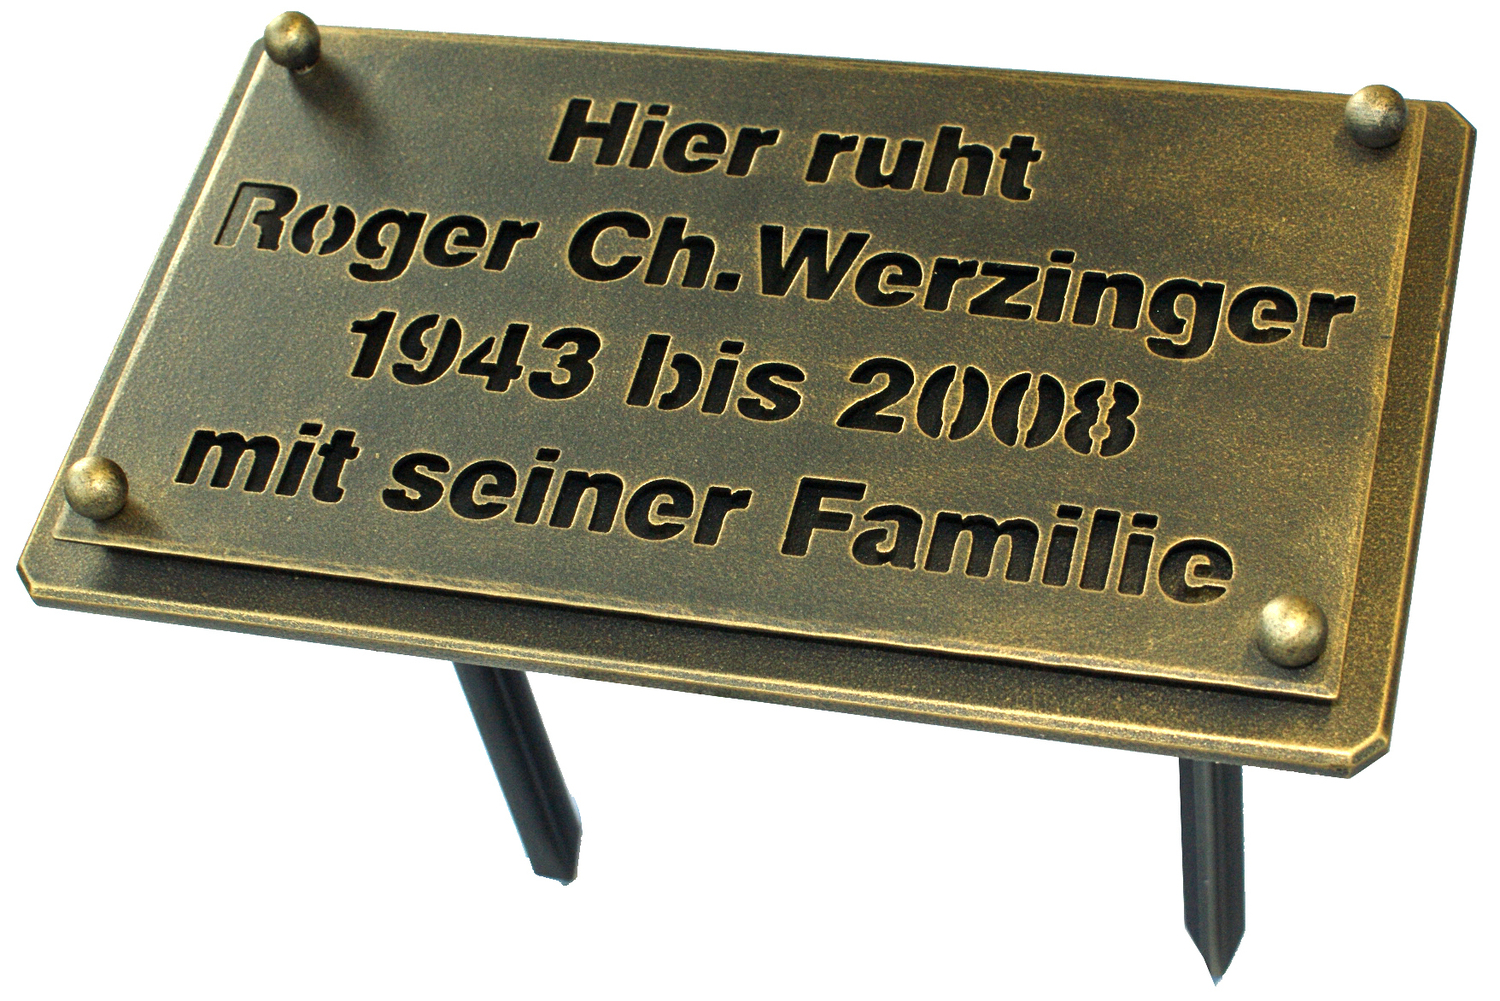 Hier ruht
Roger Ch.Werzinger
1943 bis 2008
mit seiner Familie